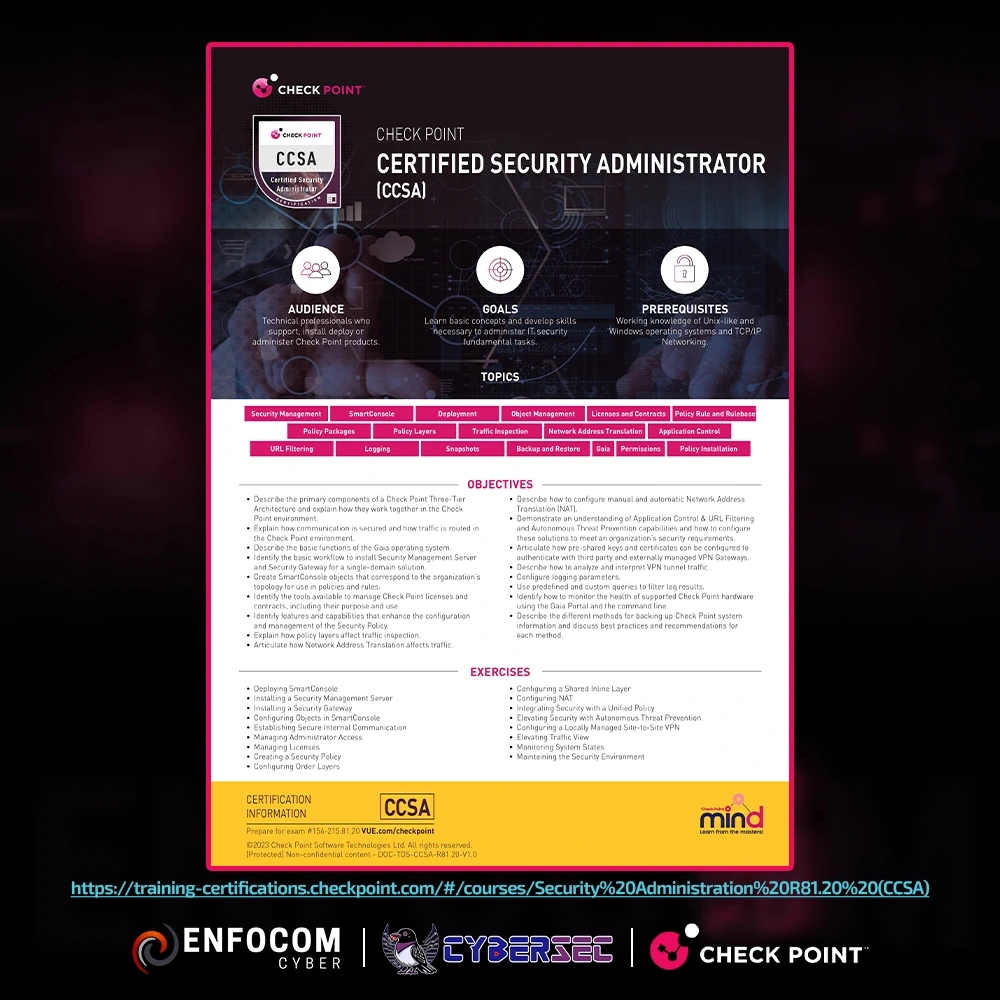 CHECK POINT
CHECK POINT
CCSA
Certified Security
Administrator
CERTIFICATION
CHECK POINT
CERTIFIED SECURITY ADMINISTRATOR
(CCSA)
AUDIENCE
Technical professionals who
support, install deploy or
administer Check Point products.
GOALS
Learn basic concepts and develop skills
necessary to administer IT security
fundamental tasks.
PREREQUISITES
Working knowledge of Unix-like and
Windows operating systems and TCP/IP
Networking.
TOPICS
Security Management SmartConsole Deployment Object Management Licenses and Contracts Policy Rule and Rulebase
Policy Packages Policy Layers Traffic Inspection Network Address Translation Application Control
URL Filtering Logging Snapshots Backup and Restore Gaia Permissions Policy Installation
OBJECTIVES
• Describe the primary components of a Check Point Three-Tier
Architecture and explain how they work together in the Check
Point environment.
• Explain how communication is secured and how traffic is routed in
the Check Point environment.
• Describe the basic functions of the Gaia operating system.
• Identify the basic workflow to install Security Management Server
and Security Gateway for a single-domain solution.
• Create SmartConsole objects that correspond to the organization's
topology for use in policies and rules.
• Identify the tools available to manage Check Point licenses and
contracts, including their purpose and use.
• Identify features and capabilities that enhance the configuration
and management of the Security Policy.
• Explain how policy layers affect traffic inspection.
• Articulate how Network Address Translation affects traffic.
• Describe how to configure manual and automatic Network Address
Translation (NAT).
• Demonstrate an understanding of Application Control & URL Filtering
and Autonomous Threat Prevention capabilities and how to configure
these solutions to meet an organization's security requirements.
• Articulate how pre-shared keys and certificates can be configured to
authenticate with third party and externally managed VPN Gateways.
• Describe how to analyze and interpret VPN tunnel traffic.
• Configure logging parameters.
• Use predefined and custom queries to filter log results.
• Identify how to monitor the health of supported Check Point hardware
using the Gaia Portal and the command line.
• Describe the different methods for backing up Check Point system
information and discuss best practices and recommendations for
each method.
EXERCISES
• Deploying SmartConsole
• Installing a Security Management Server
• Installing a Security Gateway
• Configuring Objects in SmartConsole
• Establishing Secure Internal Communication
• Managing Administrator Access
• Managing Licenses
• Creating a Security Policy
• Configuring Order Layers
• Configuring a Shared Inline Layer
• Configuring NAT
• Integrating Security with a Unified Policy
• Elevating Security with Autonomous Threat Prevention
• Configuring a Locally Managed Site-to-Site VPN
• Elevating Traffic View
• Monitoring System States
• Maintaining the Security Environment
CERTIFICATION
INFORMATION
CCSA
Prepare for exam #156-215.81.20 VUE.com/checkpoint
©2023 Check Point Software Technologies Ltd. All rights reserved.
[Protected] Non-confidential content - DOC-TDS-CCSA-R81.20-V1.0
Check Point
mind
Learn from the masters!
https://training-certifications.checkpoint.com/#/courses/Security%20Administration%20R81.20%20(CCSA)
ENFOCOM
CYBER
CYBERSEC
CHECK POINT™